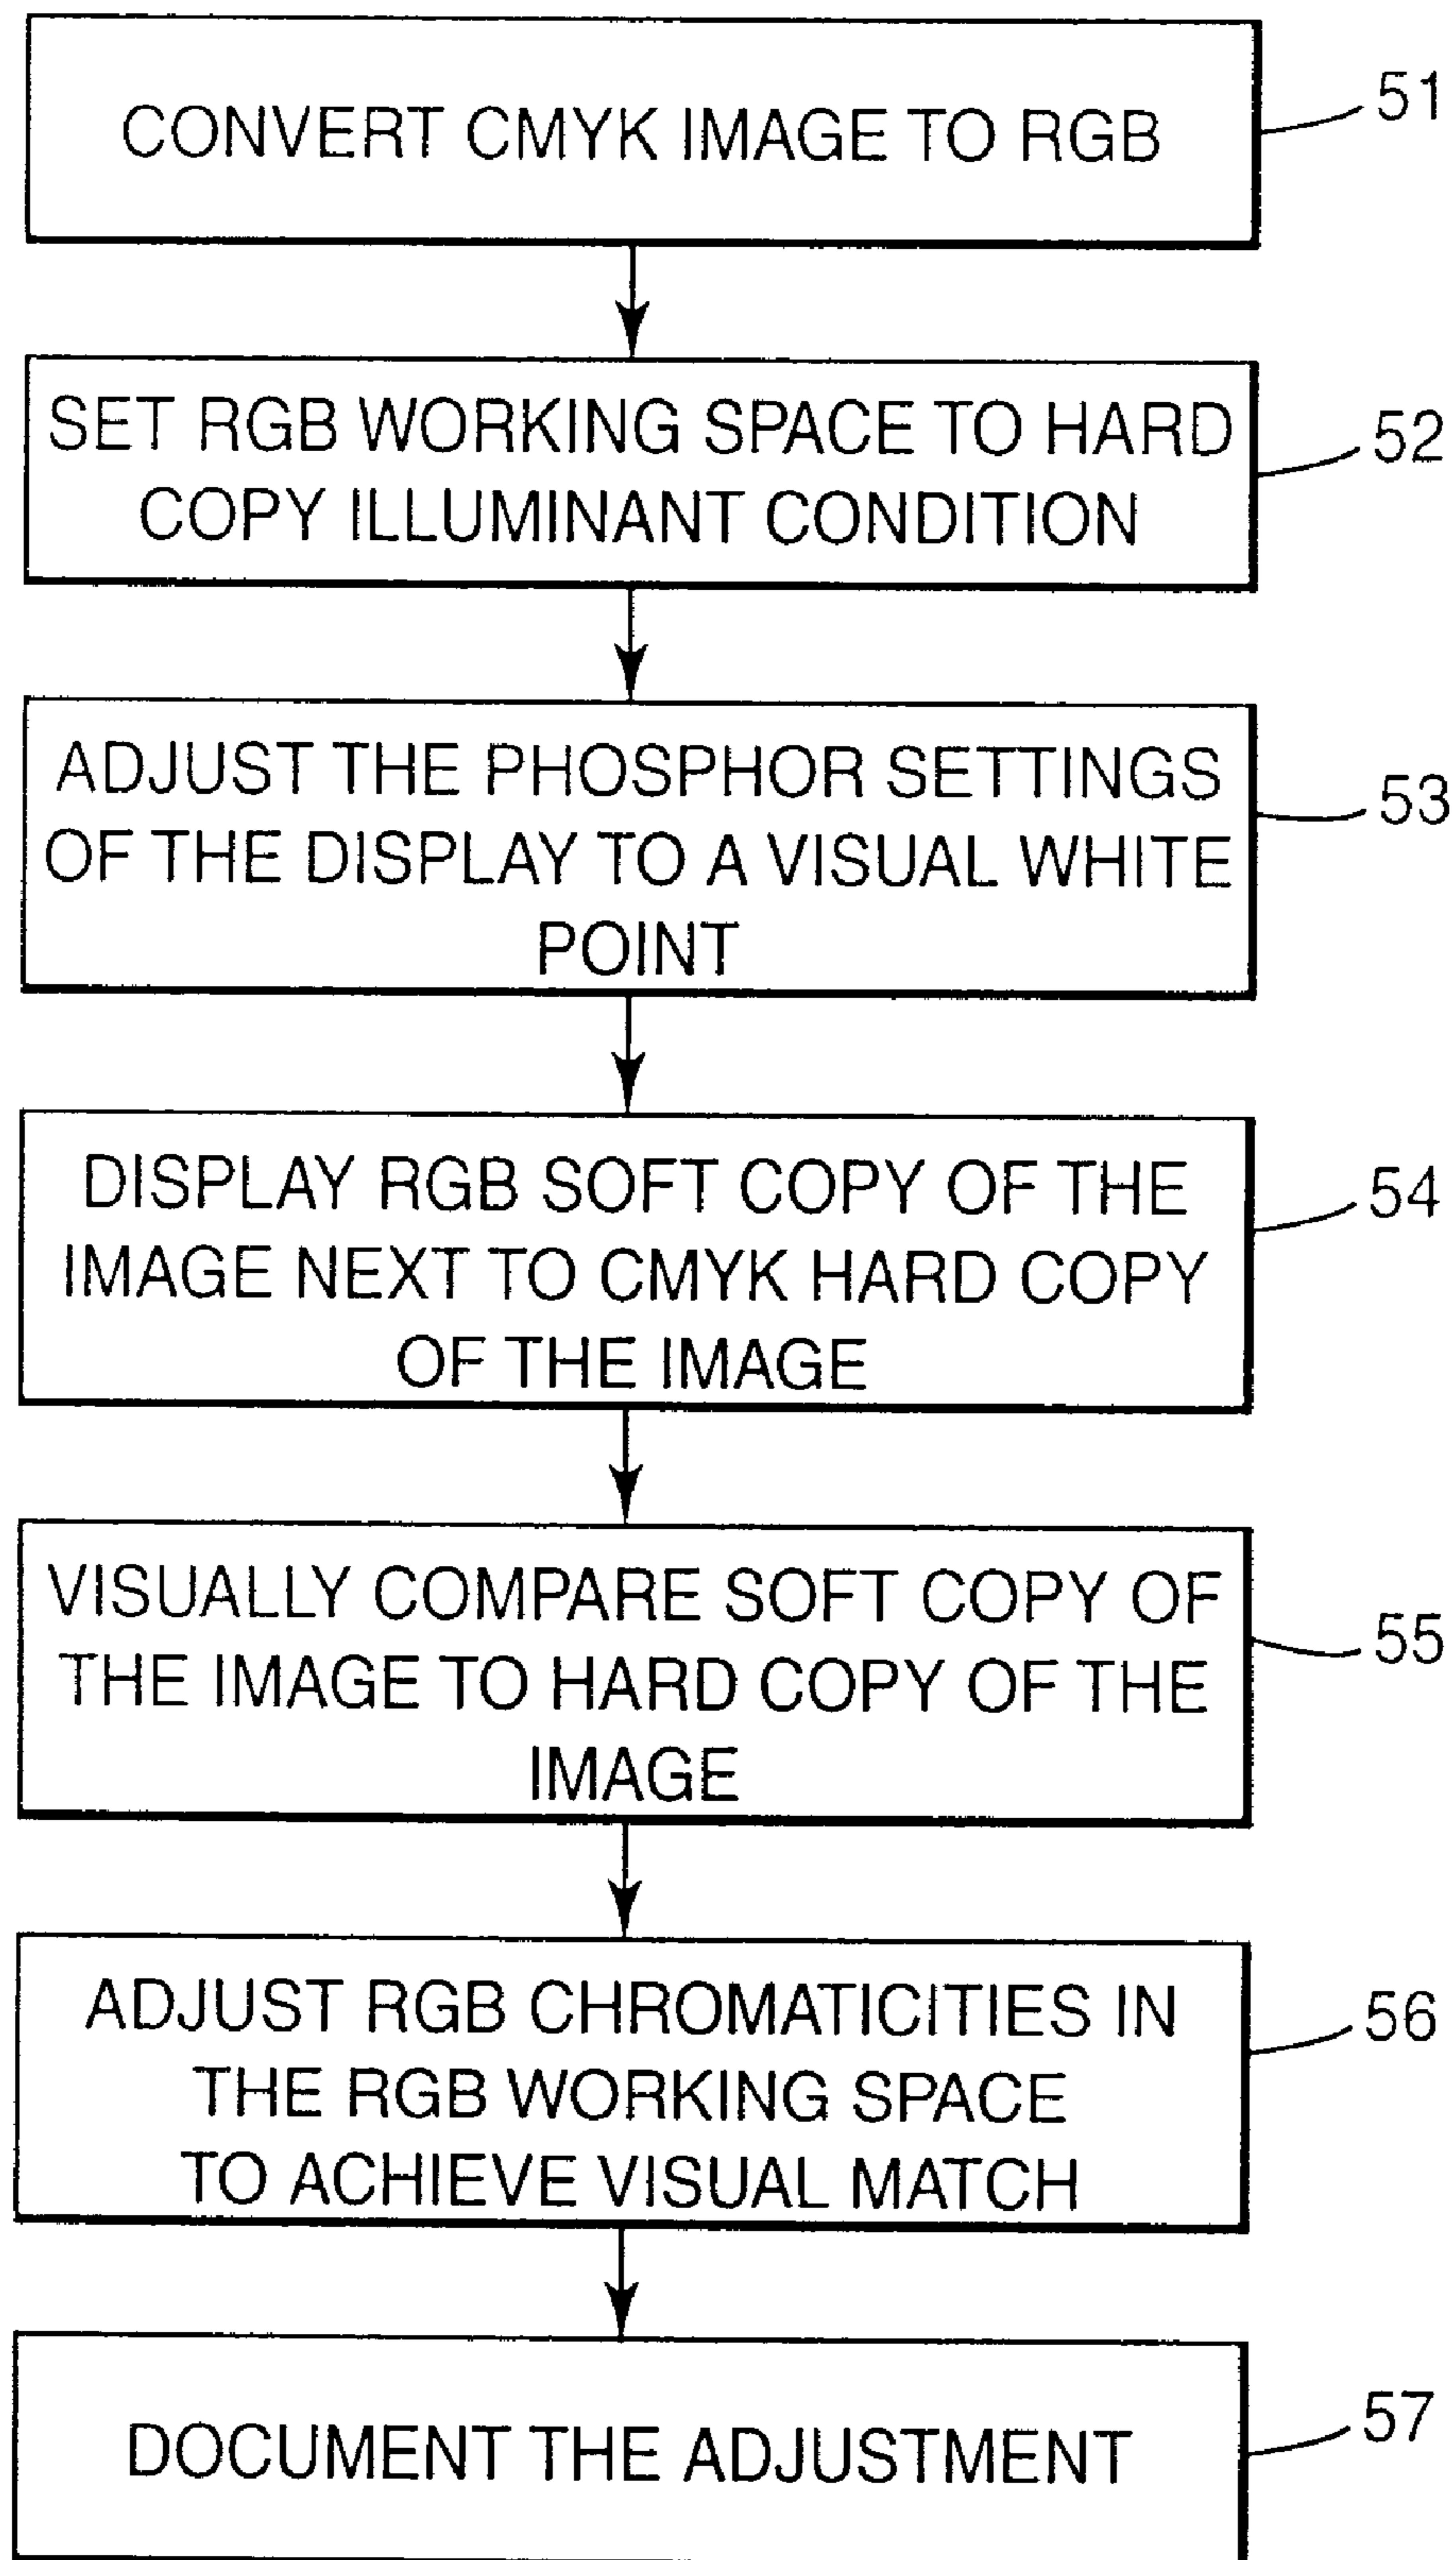 CONVERT CMYK IMAGE TO RGB
51
SET RGB WORKING SPACE TO HARD
COPY ILLUMINANT CONDITION
52
ADJUST THE PHOSPHOR SETTINGS
OF THE DISPLAY TO A VISUAL WHITE
POINT
53
DISPLAY RGB SOFT COPY OF THE
IMAGE NEXT TO CMYK HARD COPY
OF THE IMAGE
54
VISUALLY COMPARE SOFT COPY OF
THE IMAGE TO HARD COPY OF THE
IMAGE
55
ADJUST RGB CHROMATICITIES IN
THE RGB WORKING SPACE
TO ACHIEVE VISUAL MATCH
56
DOCUMENT THE ADJUSTMENT
57